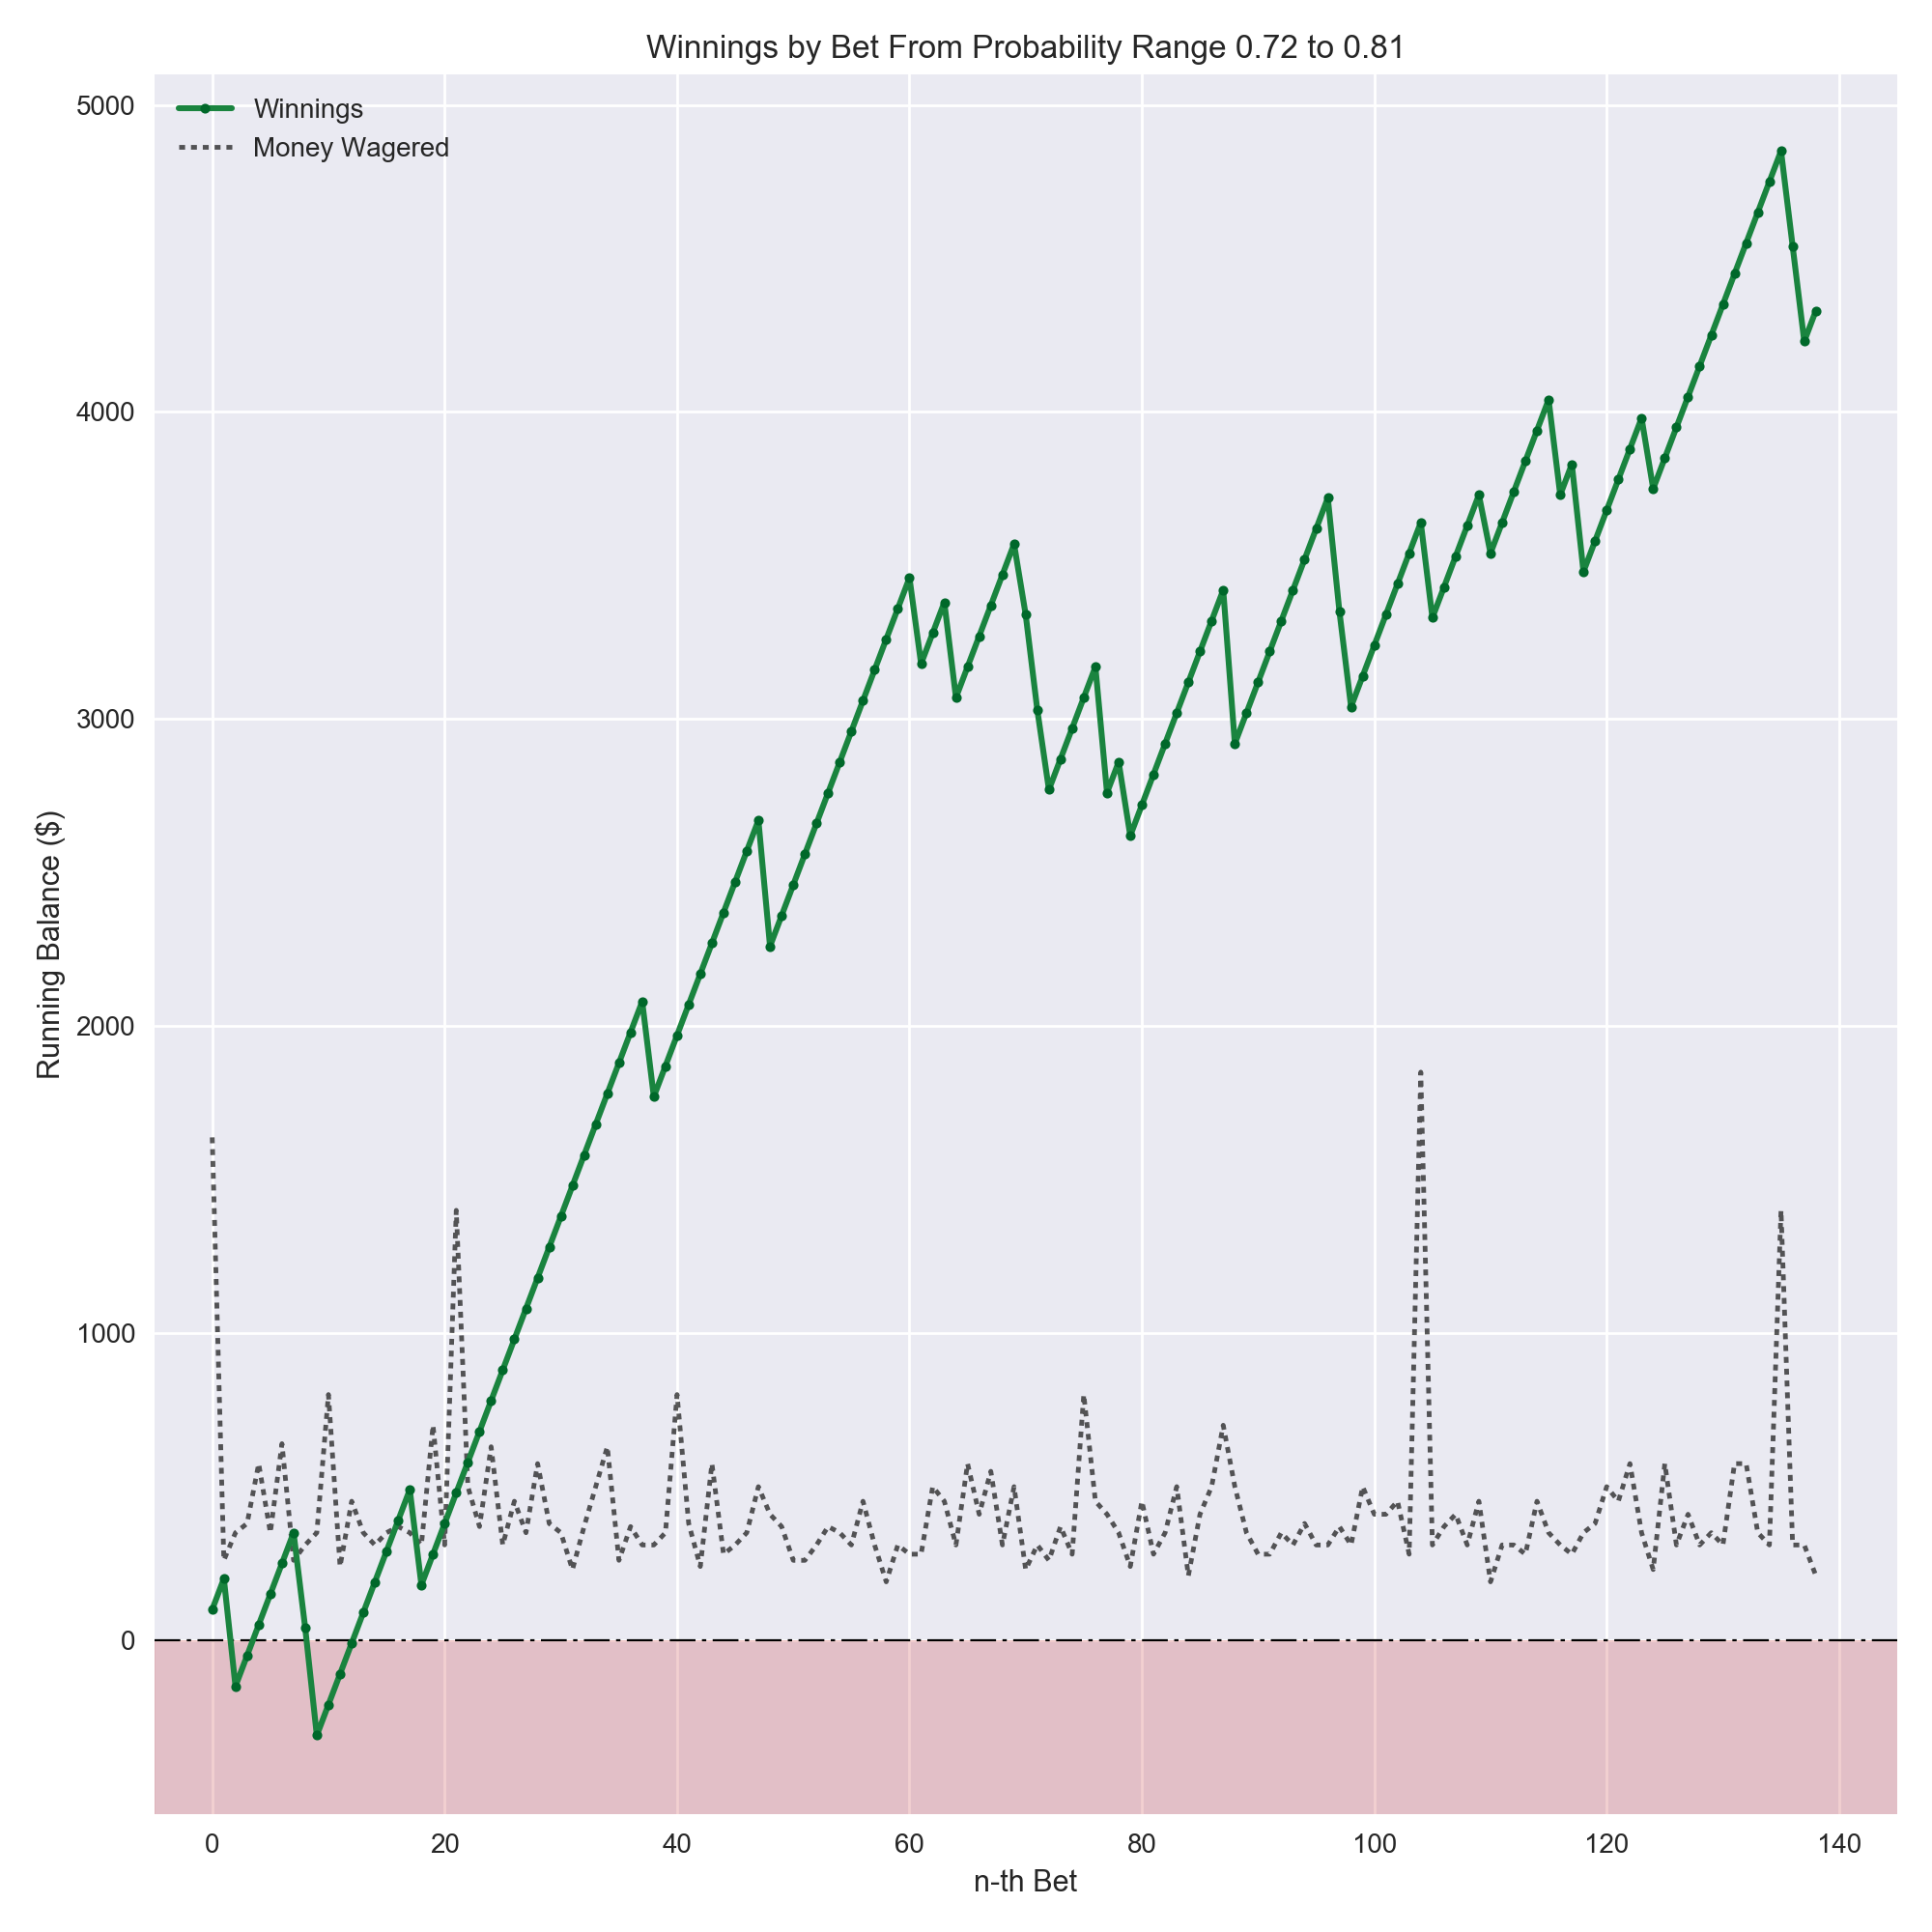 Winnings by Bet From Probability Range 0.72 to 0.81
Winnings
Money Wagered
5000
4000
3000
2000
1000
0
Running Balance ($)
0 20 40 60 80 100 120 140
n-th Bet